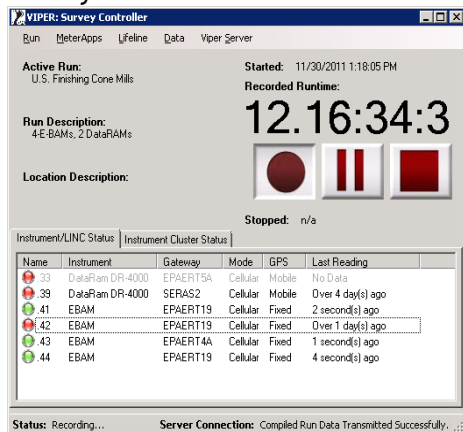 VIPER: Survey Controller
Run MeterApps Lifeline Data Viper Server
Active Run:
U.S. Finishing Cone Mills
Started: 11/30/2011 1:18:05 PM
Recorded Runtime:
12.16:34:3
Run Description:
4-E-BAMs, 2 DataRAMs
Location Description:
Stopped: n/a
Instrument/LINC Status Instrument Cluster Status
Name Instrument Gateway Mode GPS Last Reading
.33 DataRam DR-4000 EPAERT5A Cellular Mobile No Data
.39 DataRam DR-4000 SERAS2 Cellular Mobile Over 4 day(s) ago
.41 EBAM EPAERT19 Cellular Fixed 2 second(s) ago
.42 EBAM EPAERT19 Cellular Fixed Over 1 day(s) ago
.43 EBAM EPAERT4A Cellular Fixed 1 second(s) ago
.44 EBAM EPAERT19 Cellular Fixed 4 second(s) ago
Status: Recording... Server Connection: Compiled Run Data Transmitted Successfully.